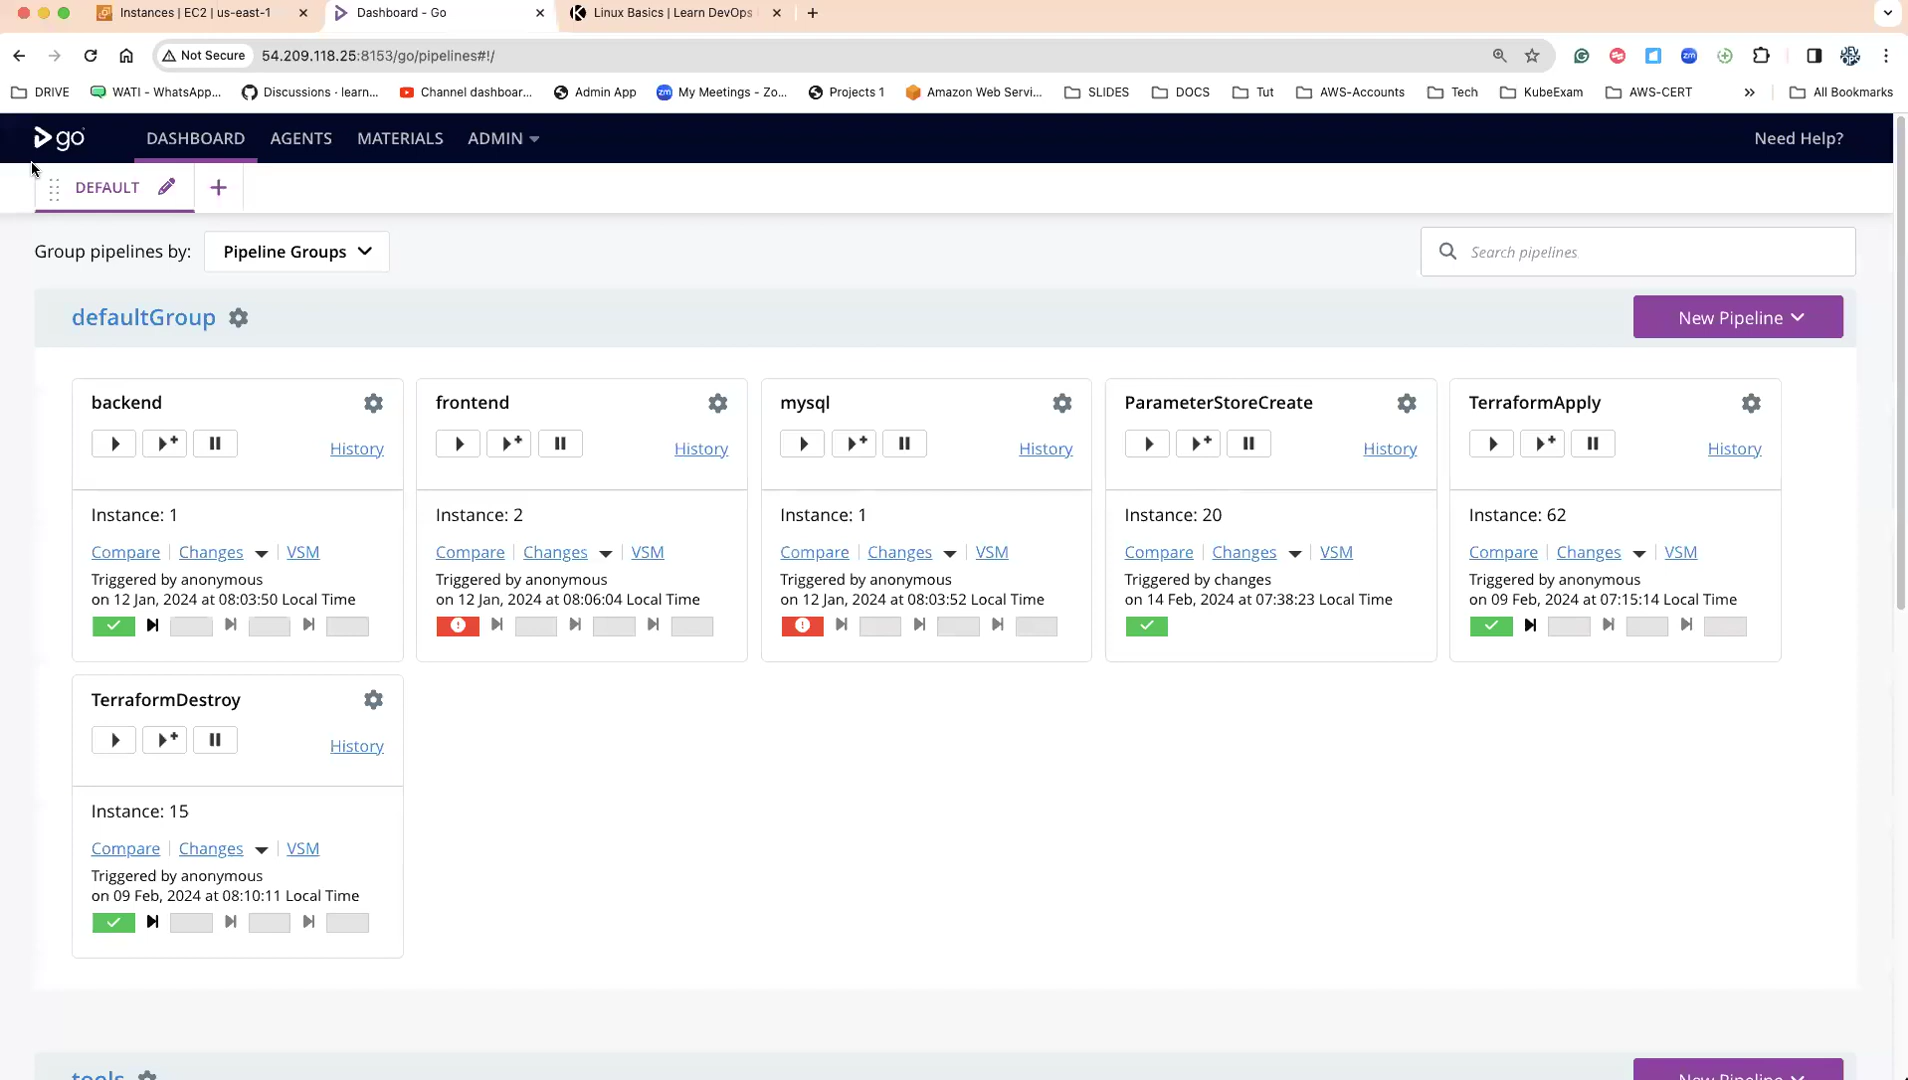 Instances | EC2 | us-east-1
Dashboard - Go
Linux Basics | Learn DevOps
Not Secure
54.209.118.25:8153/go/pipelines#!/
DRIVE
WATI - WhatsApp...
Discussions · learn...
Channel dashboar...
Admin App
zm My Meetings - Zo...
Projects 1
Amazon Web Servi...
SLIDES
DOCS
Tut
AWS-Accounts
Tech
KubeExam
AWS-CERT
All Bookmarks
go
DASHBOARD
AGENTS
MATERIALS
ADMIN
Need Help?
DEFAULT
Group pipelines by:
Pipeline Groups
Search pipelines
defaultGroup
New Pipeline
backend
History
Instance: 1
Compare
Changes
VSM
Triggered by anonymous
on 12 Jan, 2024 at 08:03:50 Local Time
frontend
History
Instance: 2
Compare
Changes
VSM
Triggered by anonymous
on 12 Jan, 2024 at 08:06:04 Local Time
mysql
History
Instance: 1
Compare
Changes
VSM
Triggered by anonymous
on 12 Jan, 2024 at 08:03:52 Local Time
ParameterStoreCreate
History
Instance: 20
Compare
Changes
VSM
Triggered by changes
on 14 Feb, 2024 at 07:38:23 Local Time
TerraformApply
History
Instance: 62
Compare
Changes
VSM
Triggered by anonymous
on 09 Feb, 2024 at 07:15:14 Local Time
TerraformDestroy
History
Instance: 15
Compare
Changes
VSM
Triggered by anonymous
on 09 Feb, 2024 at 08:10:11 Local Time
tools
New Pipeline